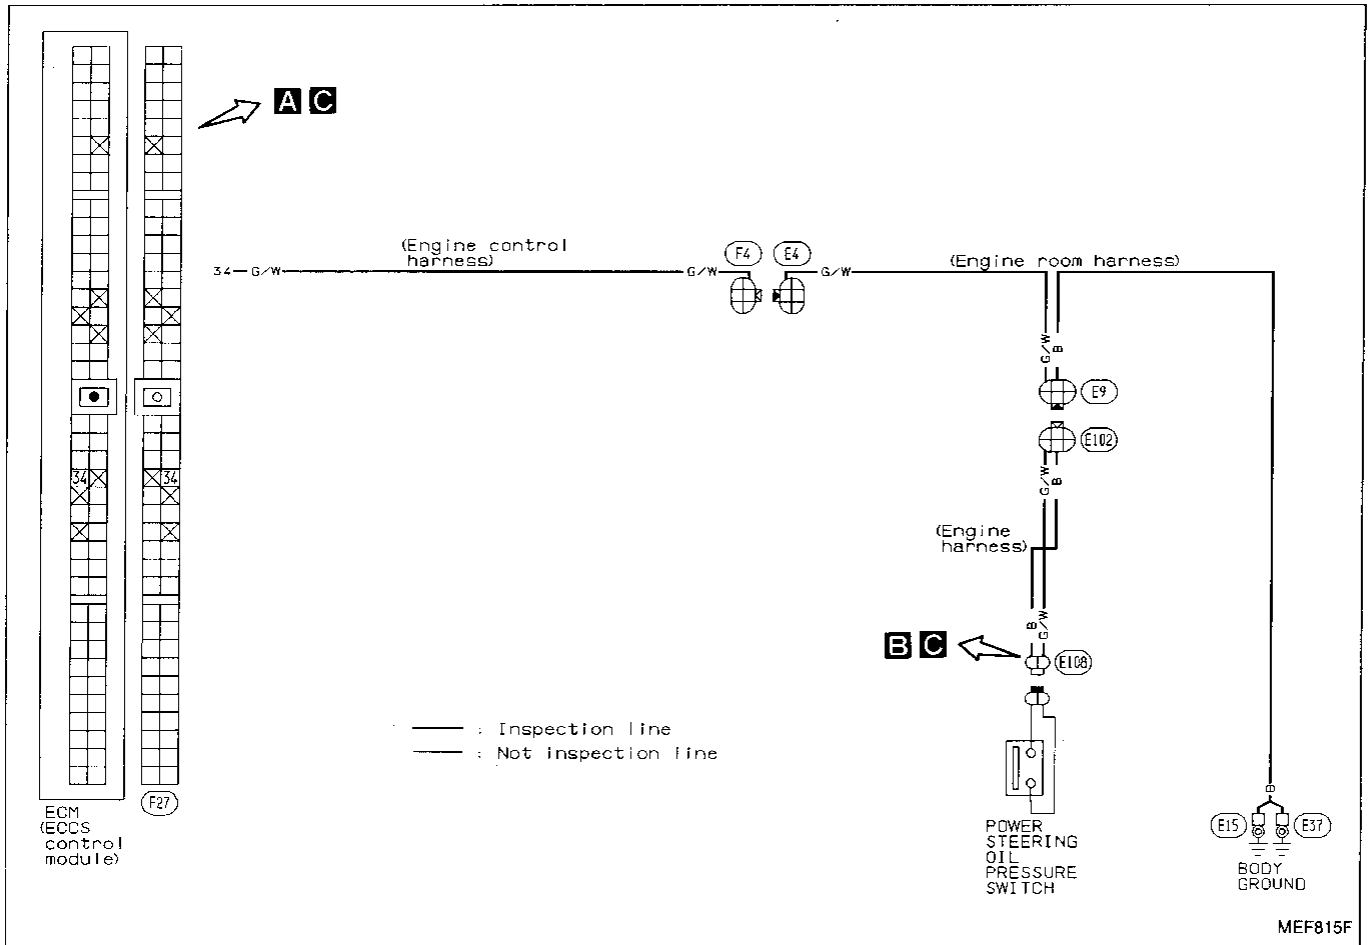 A C
(Engine control
harness)
F4
E4
34
G/W
G/W
G/W
(Engine room harness)
G/W
B
E9
E102
34
34
G/W
B
(Engine
harness)
B
G/W
B C
E108
: Inspection line
: Not inspection line
F27
ECM
(ECCS
control
module)
POWER
STEERING
OIL
PRESSURE
SWITCH
B
E15
E37
BODY
GROUND
MEF815F